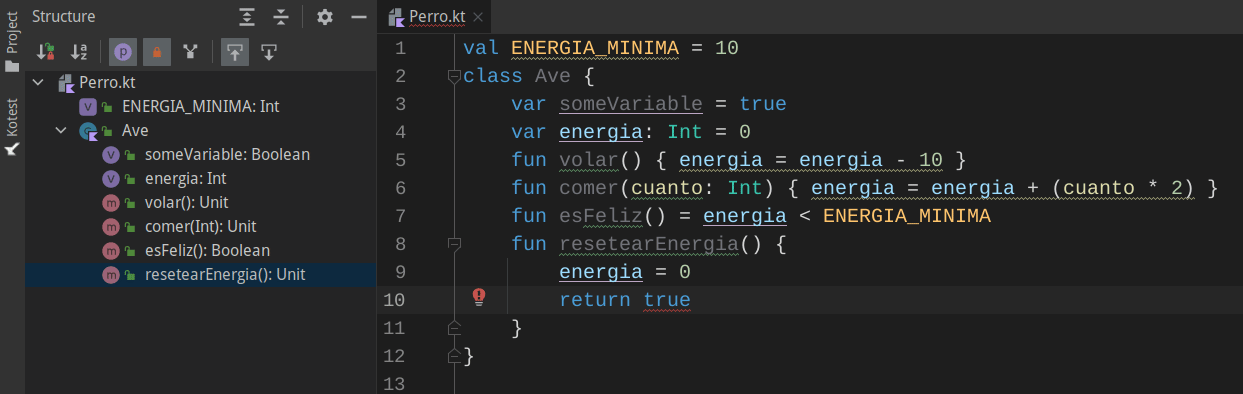 Project
Kotest
Structure
Perro.kt
ENERGIA_MINIMA: Int
Ave
someVariable: Boolean
energia: Int
volar(): Unit
comer(Int): Unit
esFeliz(): Boolean
resetearEnergia(): Unit
Perro.kt
1 val ENERGIA_MINIMA = 10
2 class Ave {
3 var someVariable = true
4 var energia: Int = 0
5 fun volar() { energia = energia - 10 }
6 fun comer(cuanto: Int) { energia = energia + (cuanto * 2) }
7 fun esFeliz() = energia < ENERGIA_MINIMA
8 fun resetearEnergia() {
9 energia = 0
10 return true
11 }
12 }
13